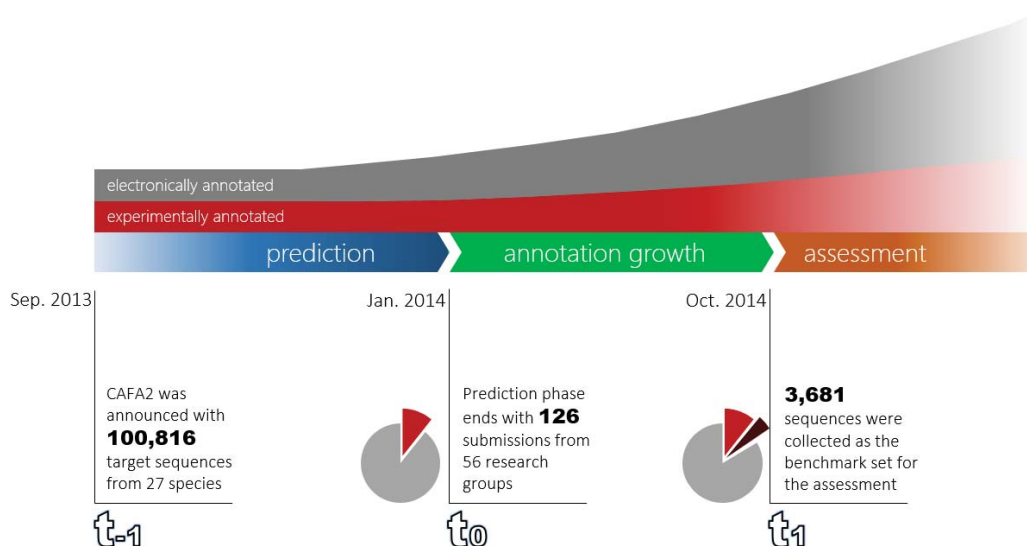 electronically annotated
experimentally annotated
prediction
annotation growth
assessment
Sep. 2013
Jan. 2014
Oct. 2014
CAFA2 was
announced with
100,816
target sequences
from 27 species
Prediction phase
ends with 126
submissions from
56 research
groups
3,681
sequences were
collected as the
benchmark set for
the assessment
t-1
t0
t1